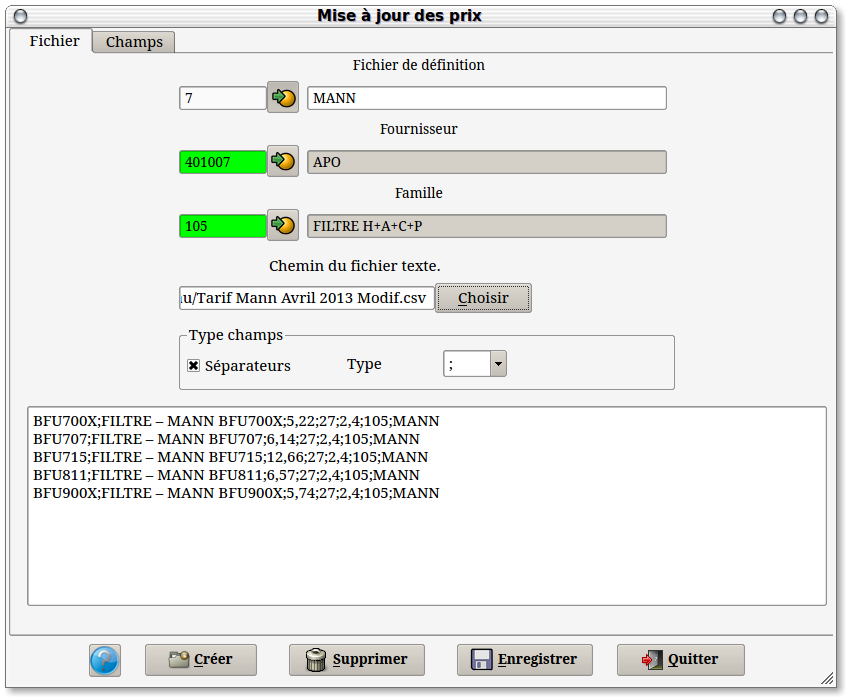 Mise à jour des prix
Fichier
Champs
Fichier de définition
7
MANN
Fournisseur
401007
APO
Famille
105
FILTRE H+A+C+P
Chemin du fichier texte.
u/Tarif Mann Avril 2013 Modif.csv
Choisir
Type champs
Séparateurs
Type
;
BFU700X;FILTRE – MANN BFU700X;5,22;27;2,4;105;MANN
BFU707;FILTRE – MANN BFU707;6,14;27;2,4;105;MANN
BFU715;FILTRE – MANN BFU715;12,66;27;2,4;105;MANN
BFU811;FILTRE – MANN BFU811;6,57;27;2,4;105;MANN
BFU900X;FILTRE – MANN BFU900X;5,74;27;2,4;105;MANN
?
Créer
Supprimer
Enregistrer
Quitter